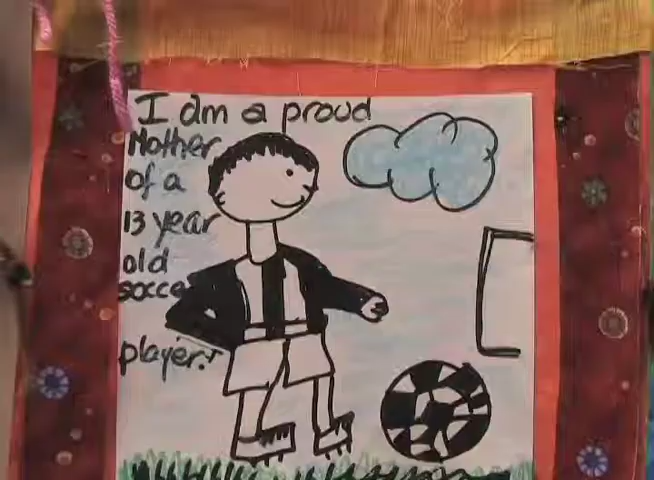 I am a proud
Mother
of a
13 year
old
socce
player.